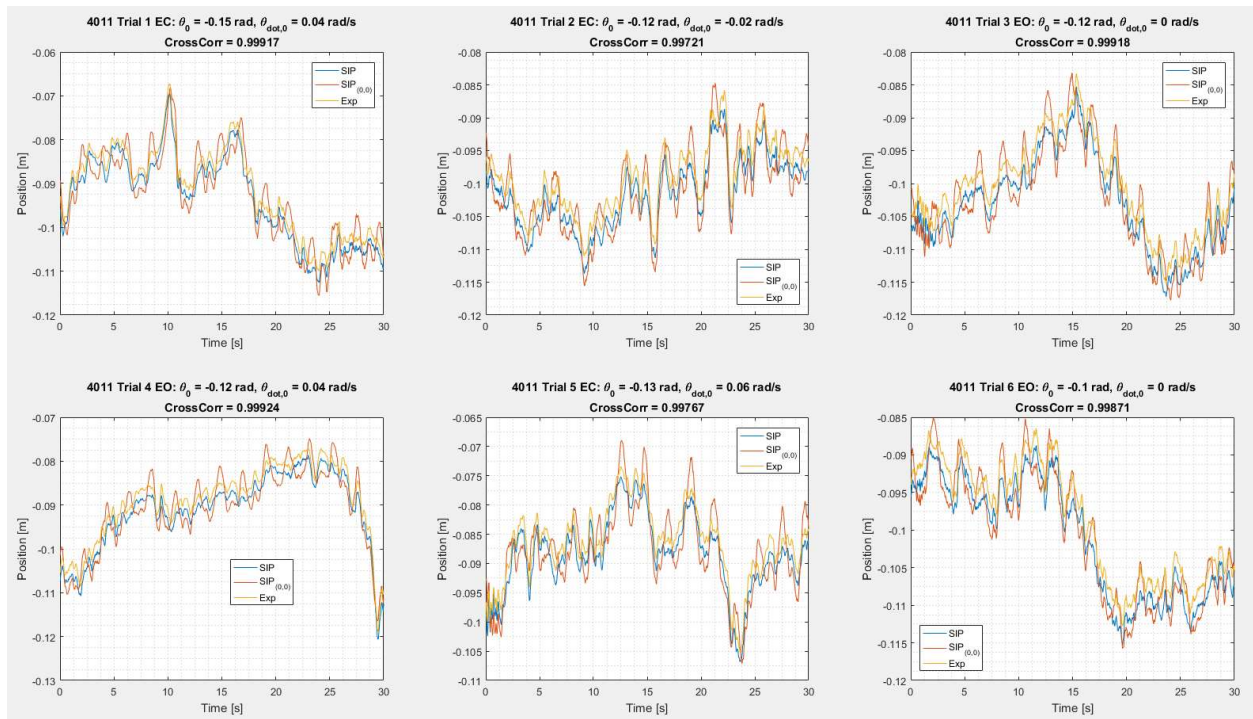 4011 Trial 1 EC: θ0 = -0.15 rad, θdot,0 = 0.04 rad/s
CrossCorr = 0.99917
-0.06
-0.07
-0.08
-0.09
-0.1
-0.11
-0.12
Position [m]
SIP
SIP(0,0)
Exp
0 5 10 15 20 25 30
Time [s]
4011 Trial 2 EC: θ0 = -0.12 rad, θdot,0 = -0.02 rad/s
CrossCorr = 0.99721
-0.08
-0.085
-0.09
-0.095
-0.1
-0.105
-0.11
-0.115
-0.12
Position [m]
SIP
SIP(0,0)
Exp
0 5 10 15 20 25 30
Time [s]
4011 Trial 3 EO: θ0 = -0.12 rad, θdot,0 = 0 rad/s
CrossCorr = 0.99918
-0.08
-0.085
-0.09
-0.095
-0.1
-0.105
-0.11
-0.115
-0.12
Position [m]
SIP
SIP(0,0)
Exp
0 5 10 15 20 25 30
Time [s]
4011 Trial 4 EO: θ0 = -0.12 rad, θdot,0 = 0.04 rad/s
CrossCorr = 0.99924
-0.07
-0.08
-0.09
-0.1
-0.11
-0.12
-0.13
Position [m]
SIP
SIP(0,0)
Exp
0 5 10 15 20 25 30
Time [s]
4011 Trial 5 EC: θ0 = -0.13 rad, θdot,0 = 0.06 rad/s
CrossCorr = 0.99767
-0.065
-0.07
-0.075
-0.08
-0.085
-0.09
-0.095
-0.1
-0.105
-0.11
Position [m]
SIP
SIP(0,0)
Exp
0 5 10 15 20 25 30
Time [s]
4011 Trial 6 EO: θ0 = -0.1 rad, θdot,0 = 0 rad/s
CrossCorr = 0.99871
-0.085
-0.09
-0.095
-0.1
-0.105
-0.11
-0.115
-0.12
Position [m]
SIP
SIP(0,0)
Exp
0 5 10 15 20 25 30
Time [s]